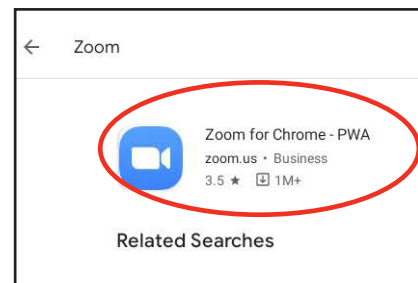 Zoom
Zoom for Chrome - PWA
zoom.us • Business
3.5 ★ 1M+
Related Searches